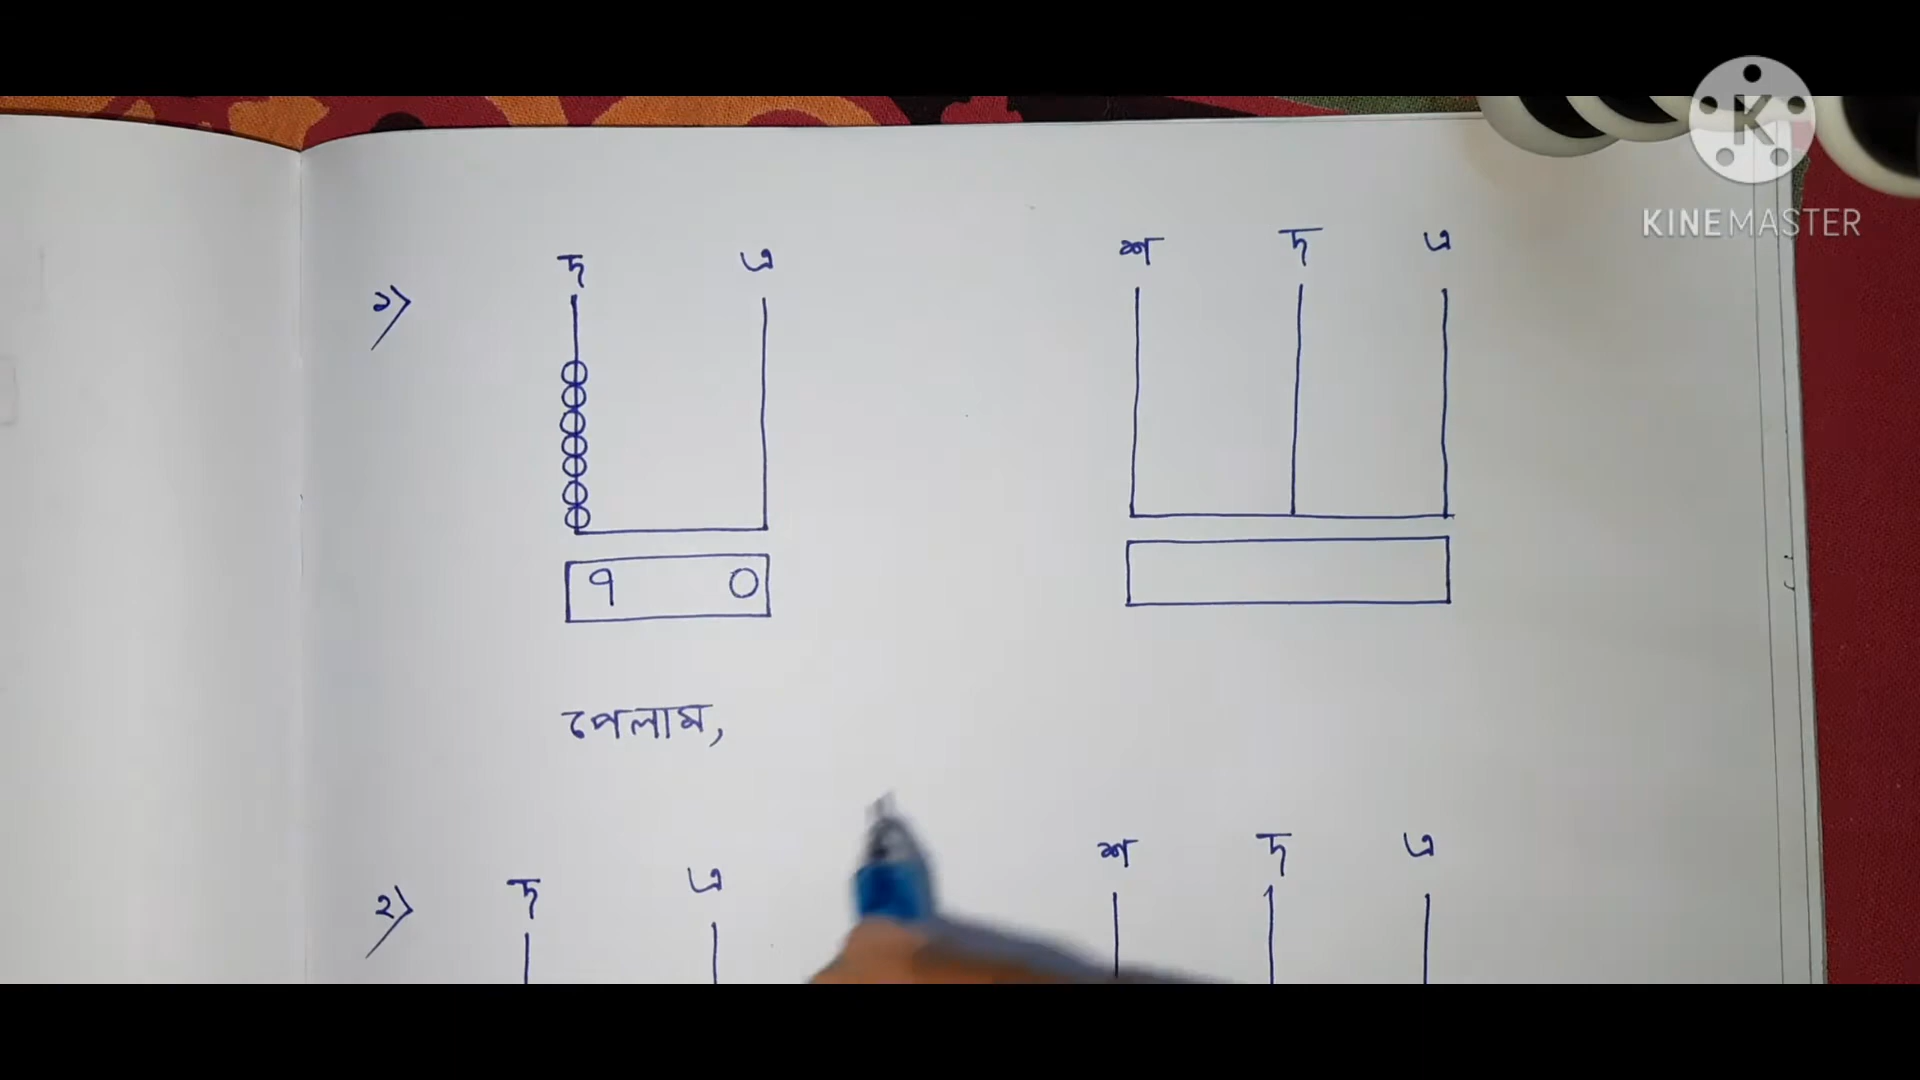 KINEMASTER
দ এ শ দ এ
১)
৭ ০
পেলাম,
শ দ এ
২) দ এ